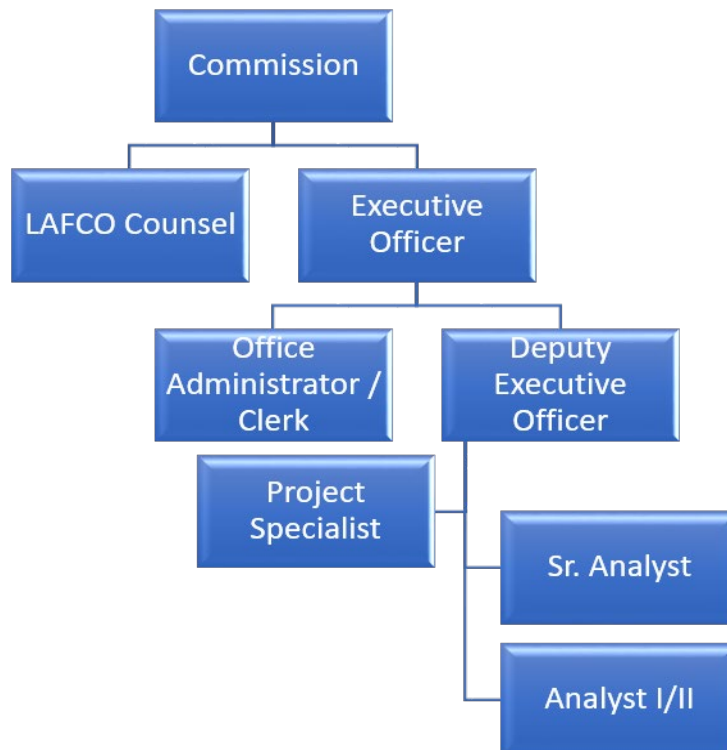 Commission
LAFCO Counsel
Executive
Officer
Office
Administrator /
Clerk
Deputy
Executive
Officer
Project
Specialist
Sr. Analyst
Analyst I/II